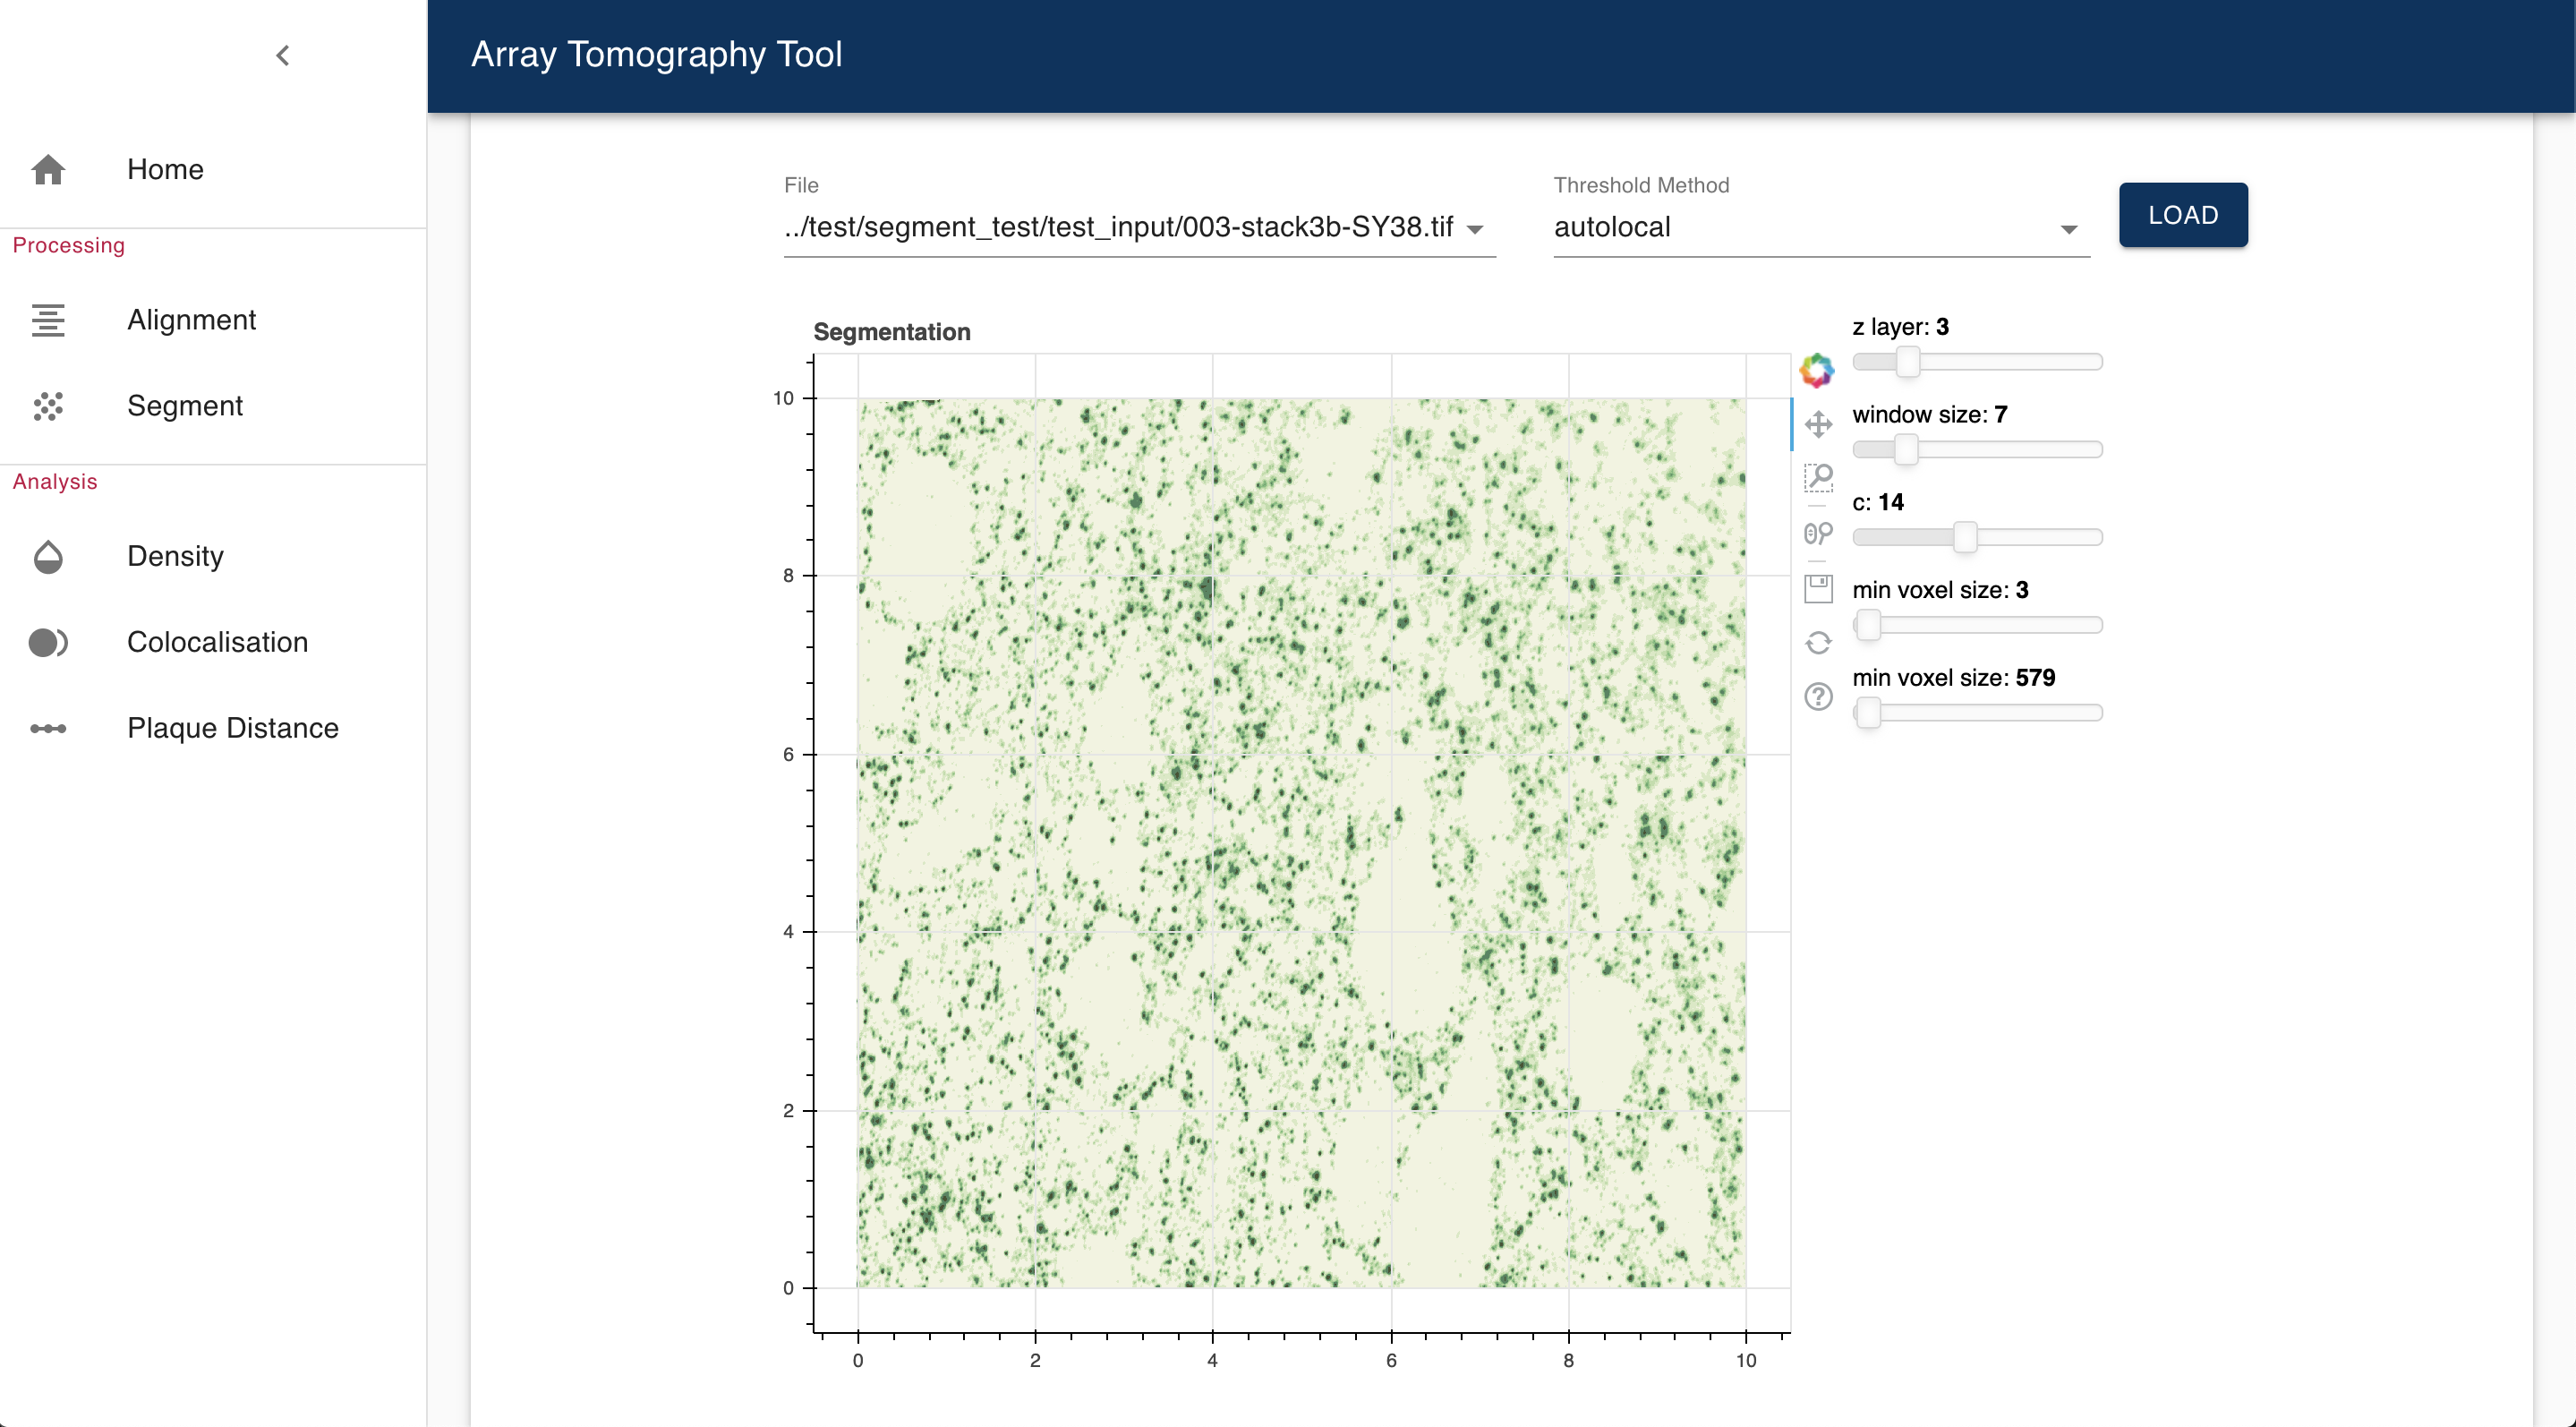 Array Tomography Tool
Home
Processing
Alignment
Segment
Analysis
Density
Colocalisation
Plaque Distance
File
../test/segment_test/test_input/003-stack3b-SY38.tif
Threshold Method
autolocal
LOAD
Segmentation
10
8
6
4
2
0
0 2 4 6 8 10
z layer: 3
window size: 7
c: 14
min voxel size: 3
min voxel size: 579